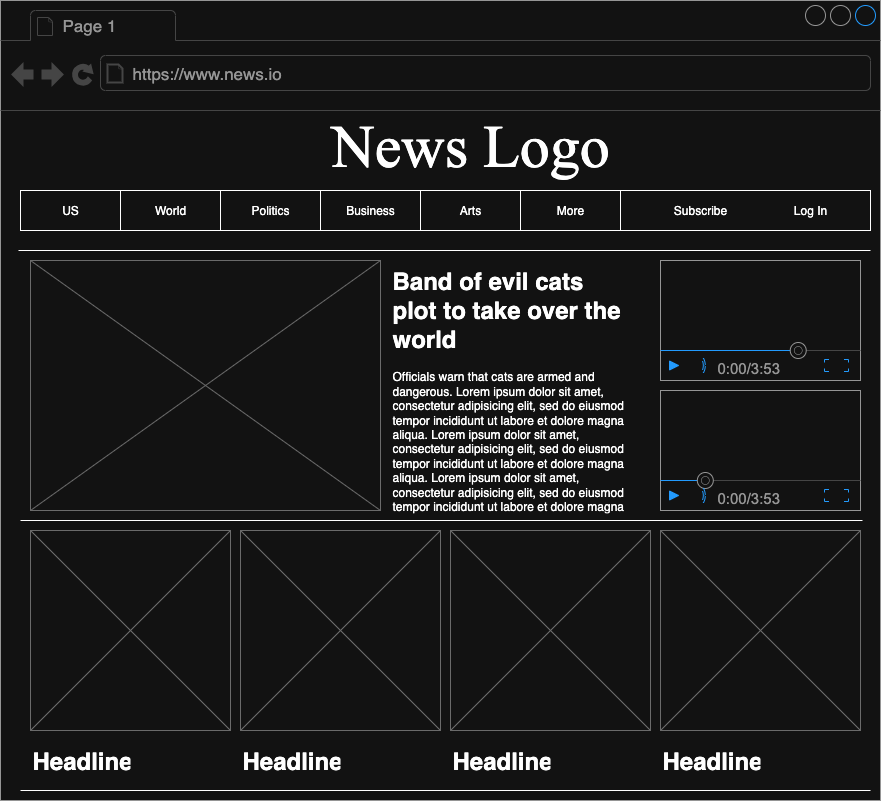 Page 1
https://www.news.io
News Logo
US World Politics Business Arts More Subscribe Log In
Band of evil cats
plot to take over the
world
Officials warn that cats are armed and
dangerous. Lorem ipsum dolor sit amet,
consectetur adipisicing elit, sed do eiusmod
tempor incididunt ut labore et dolore magna
aliqua. Lorem ipsum dolor sit amet,
consectetur adipisicing elit, sed do eiusmod
tempor incididunt ut labore et dolore magna
aliqua. Lorem ipsum dolor sit amet,
consectetur adipisicing elit, sed do eiusmod
tempor incididunt ut labore et dolore magna
0:00/3:53
0:00/3:53
Headline Headline Headline Headline